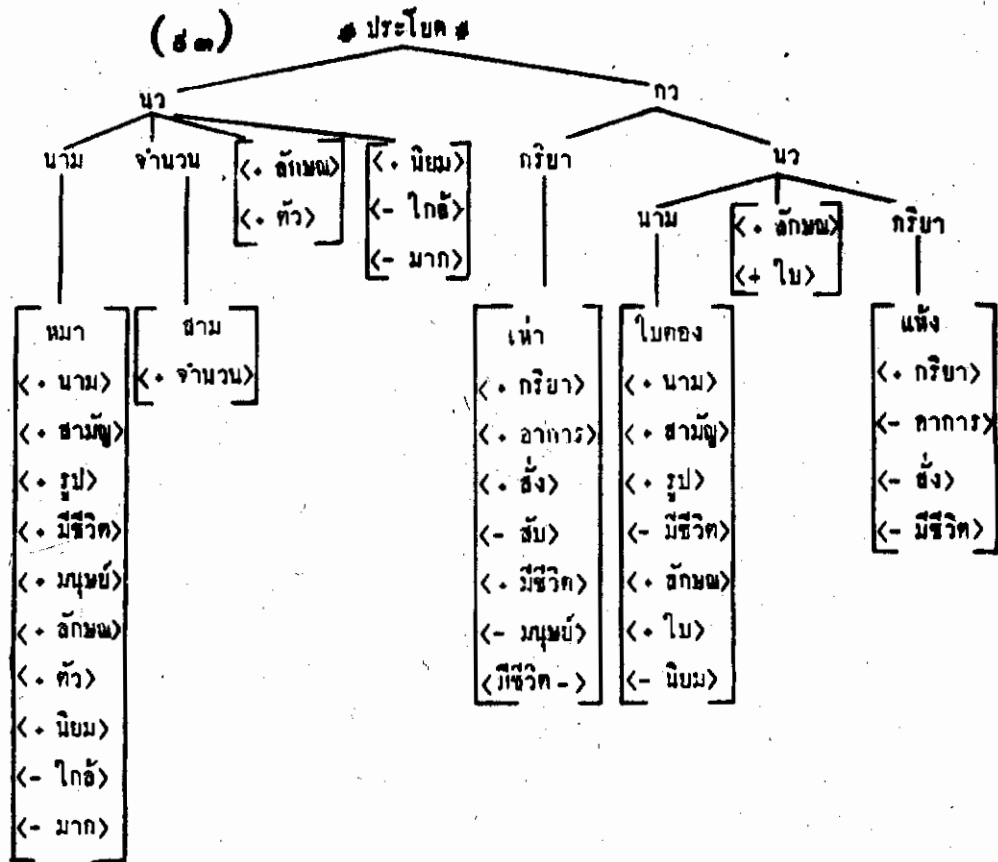 (๕๓) # ประโยค #
นว กว
นาม จำนวน <+ ลักษณ> <+ นิยม> กริยา นว
<+ ตัว> <- ใกล้> นาม <+ ลักษณ> กริยา
<- มาก> <+ ใบ>
หมา สาม เห่า ใบตอง แห้ง
<+ นาม> <+ จำนวน> <+ กริยา> <+ นาม> <+ กริยา>
<+ สามัญ> <+ อาการ> <+ สามัญ> <- อาการ>
<+ รูป> <+ สั่ง> <+ รูป> <- สั่ง>
<+ มีชีวิต> <- สับ> <- มีชีวิต> <- มีชีวิต>
<+ มนุษย์> <+ มีชีวิต> <+ ลักษณ>
<+ ลักษณ> <- มนุษย์> <+ ใบ>
<+ ตัว> <มีชีวิต -> <- นิยม>
<+ นิยม>
<- ใกล้>
<- มาก>